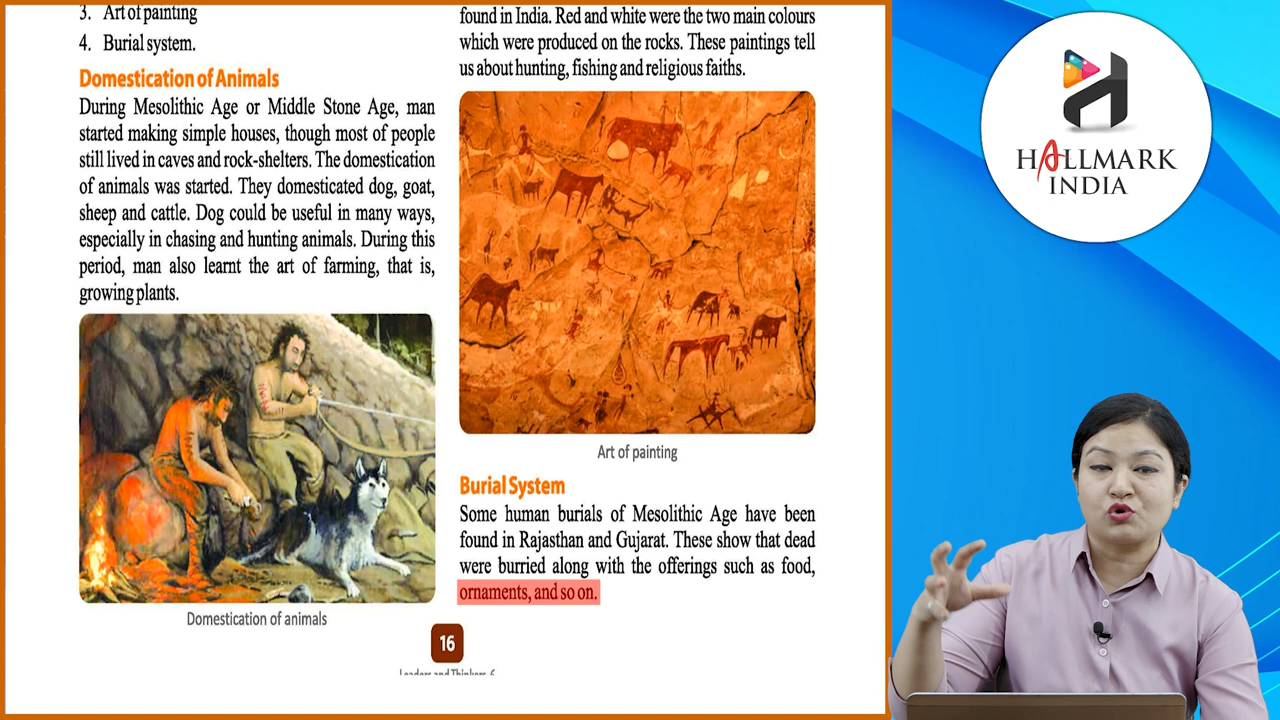 3. Art of painting
4. Burial system.
Domestication of Animals
During Mesolithic Age or Middle Stone Age, man
started making simple houses, though most of people
still lived in caves and rock-shelters. The domestication
of animals was started. They domesticated dog, goat,
sheep and cattle. Dog could be useful in many ways,
especially in chasing and hunting animals. During this
period, man also learnt the art of farming, that is,
growing plants.
Domestication of animals
found in India. Red and white were the two main colours
which were produced on the rocks. These paintings tell
us about hunting, fishing and religious faiths.
Art of painting
Burial System
Some human burials of Mesolithic Age have been
found in Rajasthan and Gujarat. These show that dead
were burried along with the offerings such as food,
ornaments, and so on.
16
Leaders and Thinkers-6
HALLMARK
INDIA